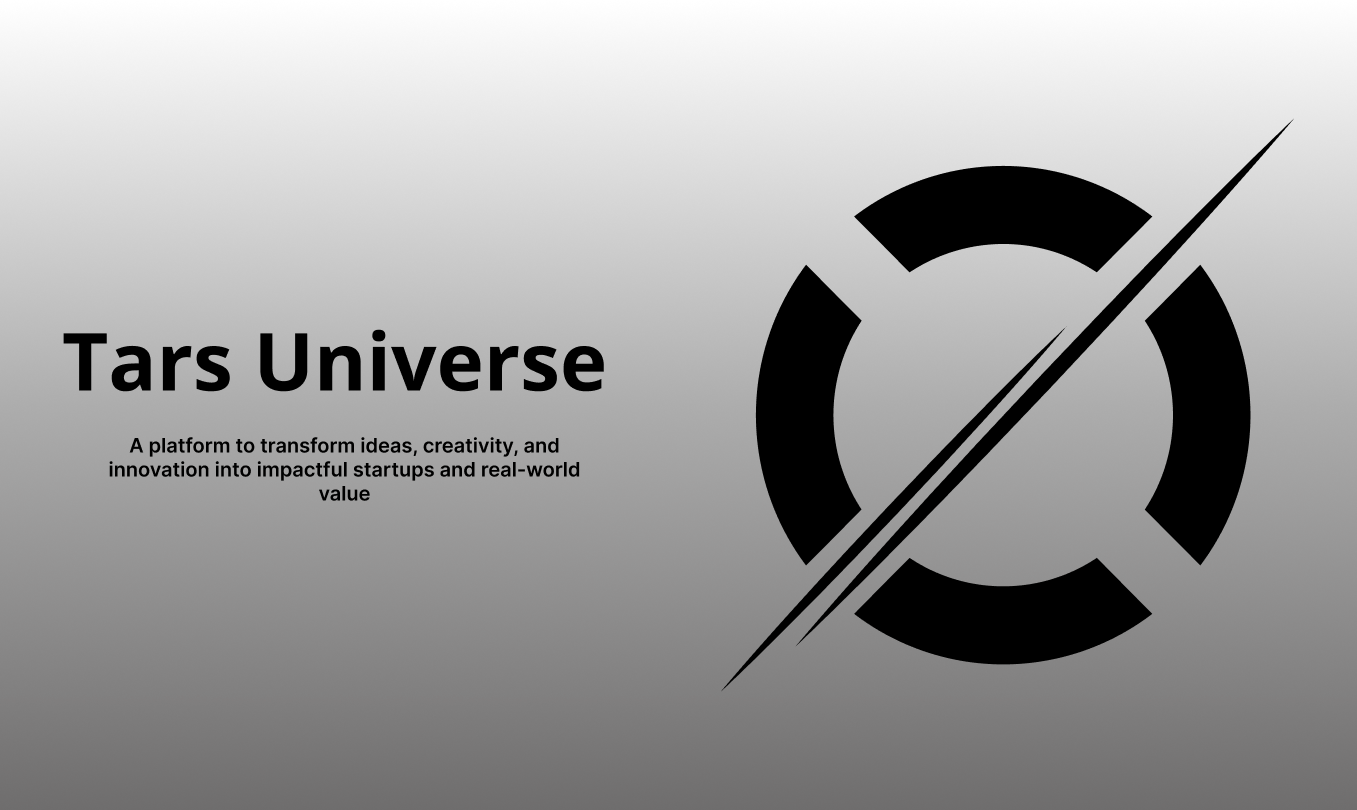 Tars Universe
A platform to transform ideas, creativity, and
innovation into impactful startups and real-world
value